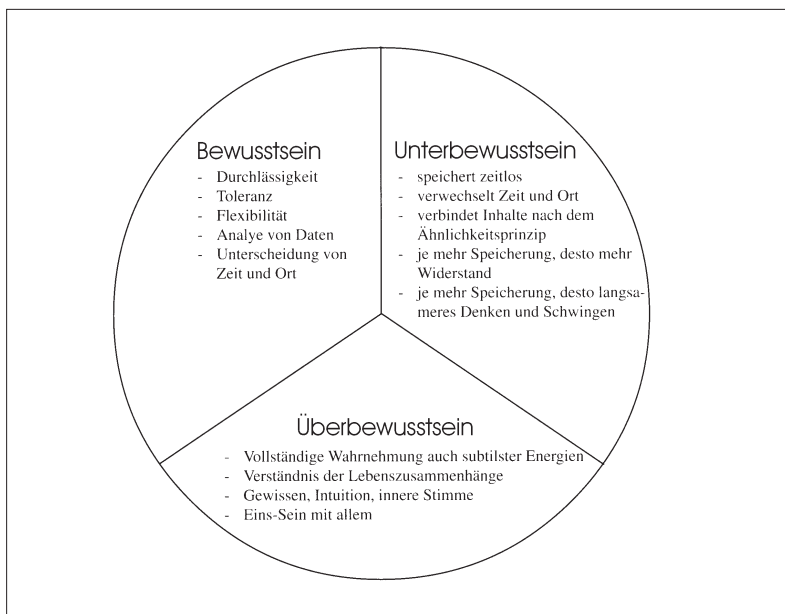 Bewusstsein
- Durchlässigkeit
- Toleranz
- Flexibilität
- Analye von Daten
- Unterscheidung von
Zeit und Ort
Unterbewusstsein
- speichert zeitlos
- verwechselt Zeit und Ort
- verbindet Inhalte nach dem
Ähnlichkeitsprinzip
- je mehr Speicherung, desto mehr
Widerstand
- je mehr Speicherung, desto langsa-
meres Denken und Schwingen
Überbewusstsein
- Vollständige Wahrnehmung auch subtilster Energien
- Verständnis der Lebenszusammenhänge
- Gewissen, Intuition, innere Stimme
- Eins-Sein mit allem